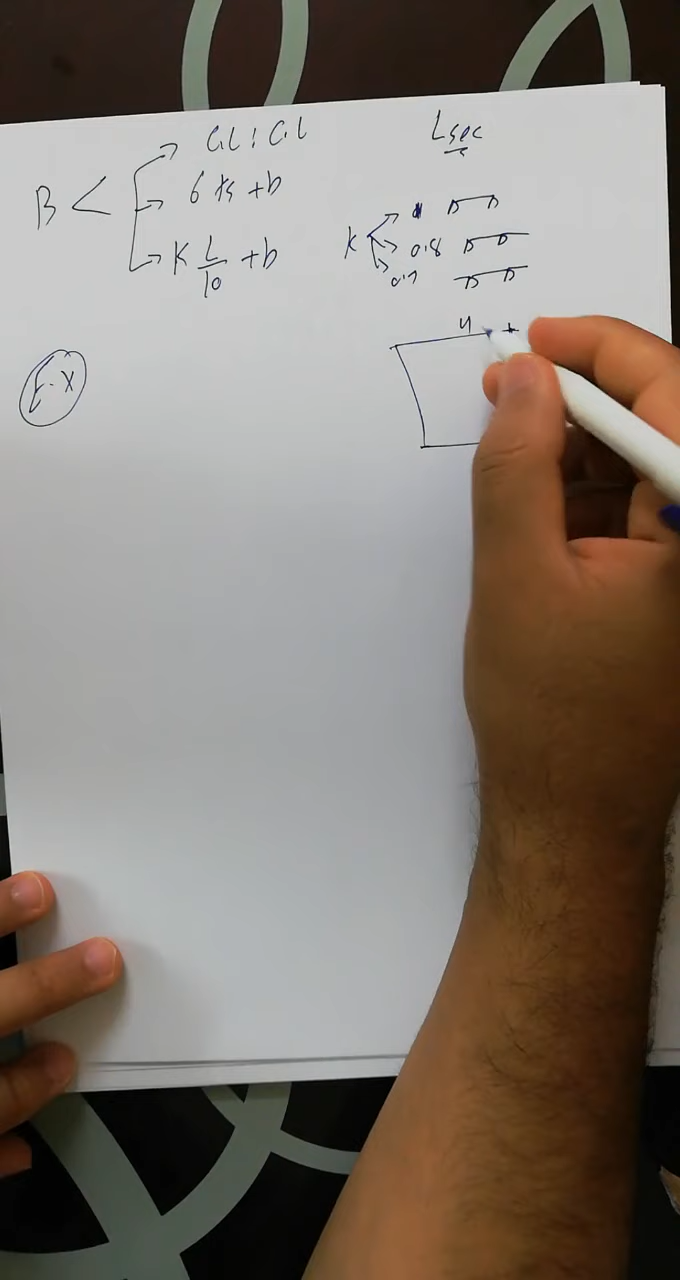 B < C.L : C.L
6 ts + b
K L/10 + b
L sec
K
0.8
0.7
4
E.X